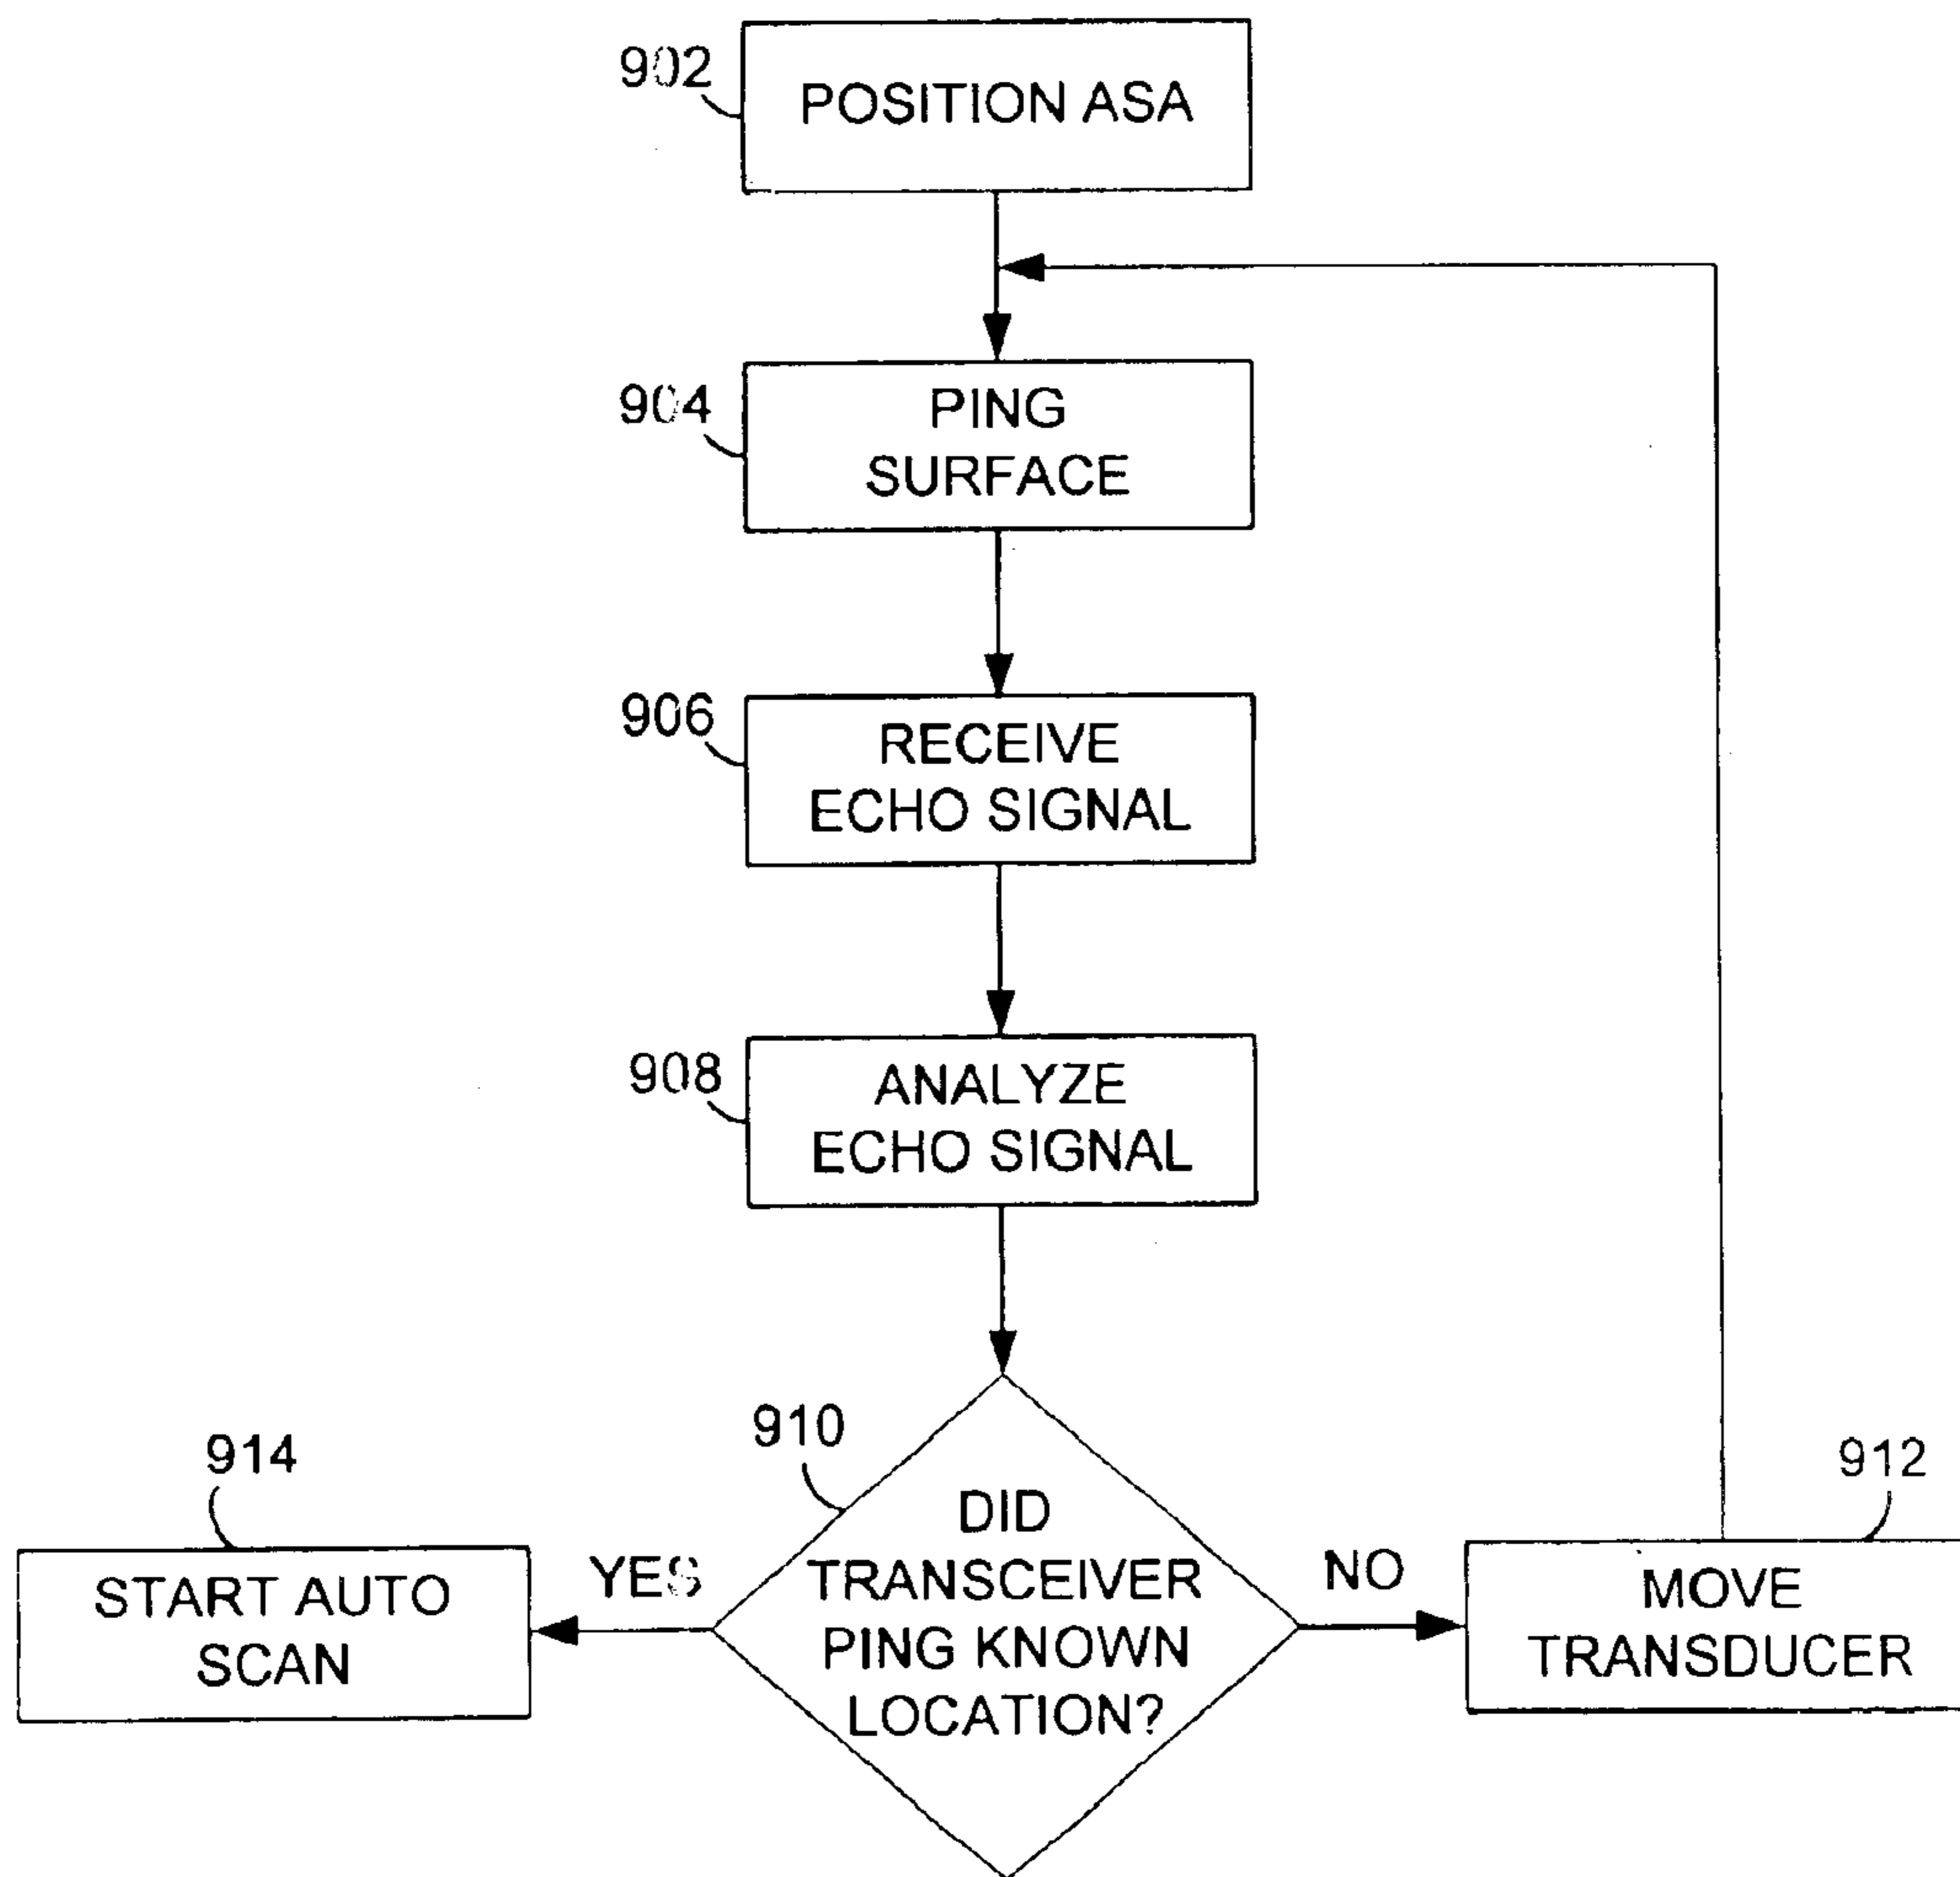 902
POSITION ASA
904
PING
SURFACE
906
RECEIVE
ECHO SIGNAL
908
ANALYZE
ECHO SIGNAL
910
DID
TRANSCEIVER
PING KNOWN
LOCATION?
YES
914
START AUTO
SCAN
NO
912
MOVE
TRANSDUCER